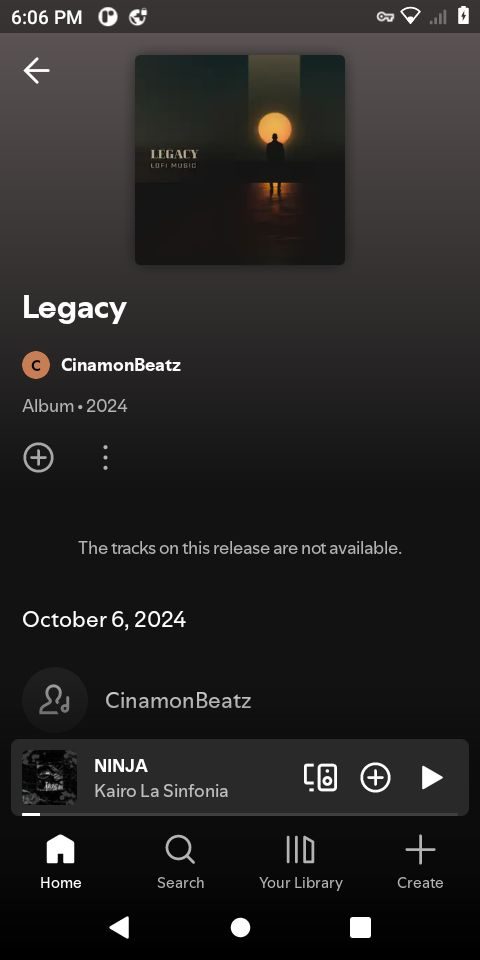 6:06 PM
LEGACY
LOFI MUSIC
Legacy
C
CinamonBeatz
Album • 2024
The tracks on this release are not available.
October 6, 2024
CinamonBeatz
NINJA
Kairo La Sinfonia
Home
Search
Your Library
Create